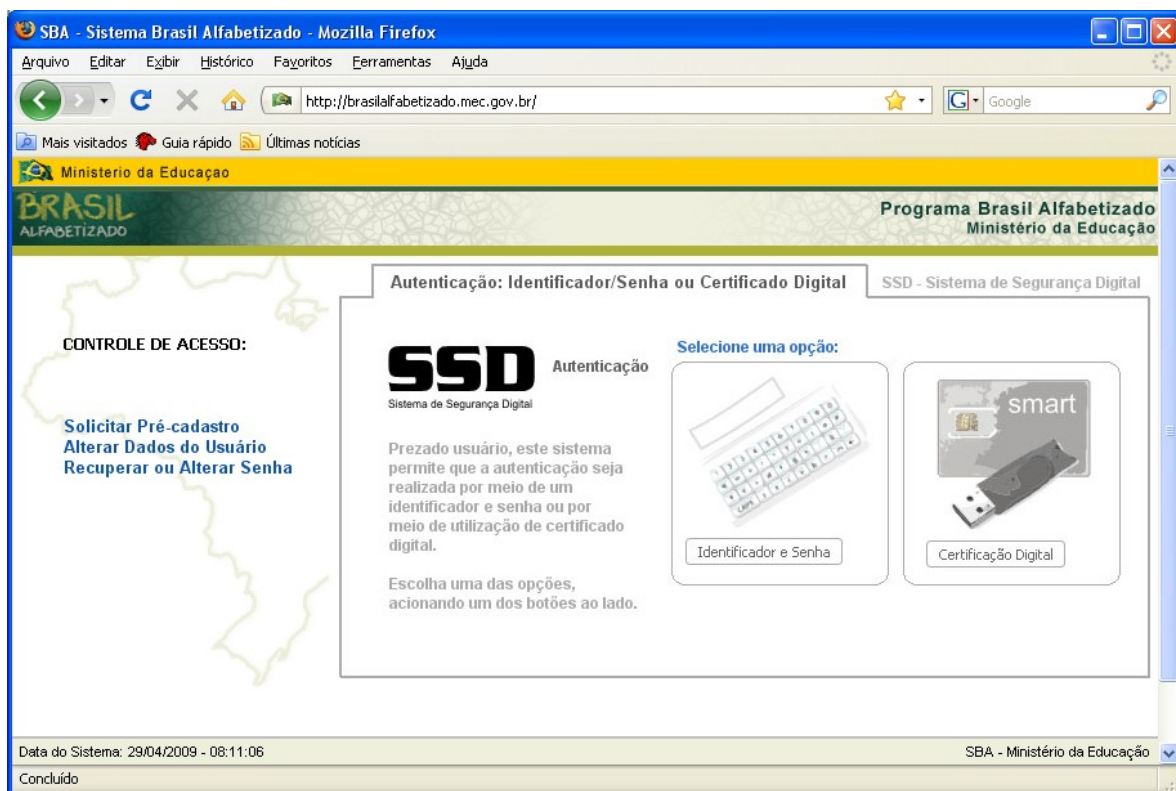 SBA - Sistema Brasil Alfabetizado - Mozilla Firefox
Arquivo Editar Exibir Histórico Favoritos Ferramentas Ajuda
http://brasilalfabetizado.mec.gov.br/
G Google
Mais visitados Guia rápido Últimas notícias
Ministerio da Educaçao
BRASIL
ALFABETIZADO
Programa Brasil Alfabetizado
Ministério da Educação
Autenticação: Identificador/Senha ou Certificado Digital
SSD - Sistema de Segurança Digital
CONTROLE DE ACESSO:
Solicitar Pré-cadastro
Alterar Dados do Usuário
Recuperar ou Alterar Senha
SSD
Sistema de Segurança Digital
Autenticação
Prezado usuário, este sistema
permite que a autenticação seja
realizada por meio de um
identificador e senha ou por
meio de utilização de certificado
digital.
Escolha uma das opções,
acionando um dos botões ao lado.
Selecione uma opção:
Identificador e Senha
smart
Certificação Digital
Data do Sistema: 29/04/2009 - 08:11:06
SBA - Ministério da Educação
Concluído